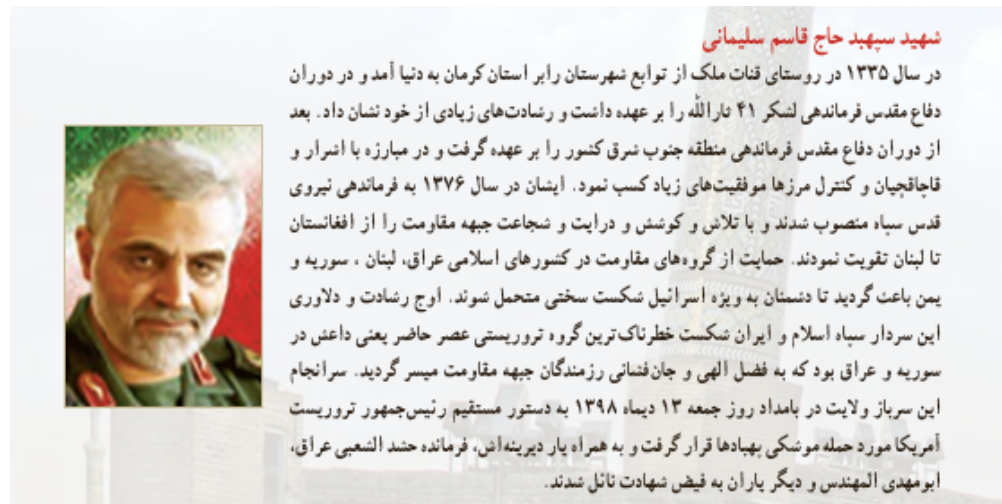 شهید سپهبد حاج قاسم سلیمانی
در سال ۱۳۳۵ در روستای قنات ملک از توابع شهرستان رابر استان کرمان به دنیا آمد و در دوران
دفاع مقدس فرماندهی لشکر ۴۱ ثارالله را بر عهده داشت و رشادت‌های زیادی از خود نشان داد. بعد
از دوران دفاع مقدس فرماندهی منطقه جنوب شرق کشور را بر عهده گرفت و در مبارزه با اشرار و
قاچاقچیان و کنترل مرزها موفقیت‌های زیاد کسب نمود. ایشان در سال ۱۳۷۶ به فرماندهی نیروی
قدس سپاه منصوب شدند و با تلاش و کوشش و درایت و شجاعت جبهه مقاومت را از افغانستان
تا لبنان تقویت نمودند. حمایت از گروه‌های مقاومت در کشورهای اسلامی عراق، لبنان ، سوریه و
یمن باعث گردید تا دشمنان به ویژه اسرائیل شکست سختی متحمل شوند. اوج رشادت و دلاوری
این سردار سپاه اسلام و ایران شکست خطرناک‌ترین گروه تروریستی عصر حاضر یعنی داعش در
سوریه و عراق بود که به فضل الهی و جان‌فشانی رزمندگان جبهه مقاومت میسر گردید. سرانجام
این سرباز ولایت در بامداد روز جمعه ۱۳ دیماه ۱۳۹۸ به دستور مستقیم رئیس‌جمهور تروریست
آمریکا مورد حمله موشکی پهپادها قرار گرفت و به همراه یار دیرینه‌اش، فرمانده حشد الشعبی عراق،
ابومهدی المهندس و دیگر یاران به فیض شهادت نائل شدند.